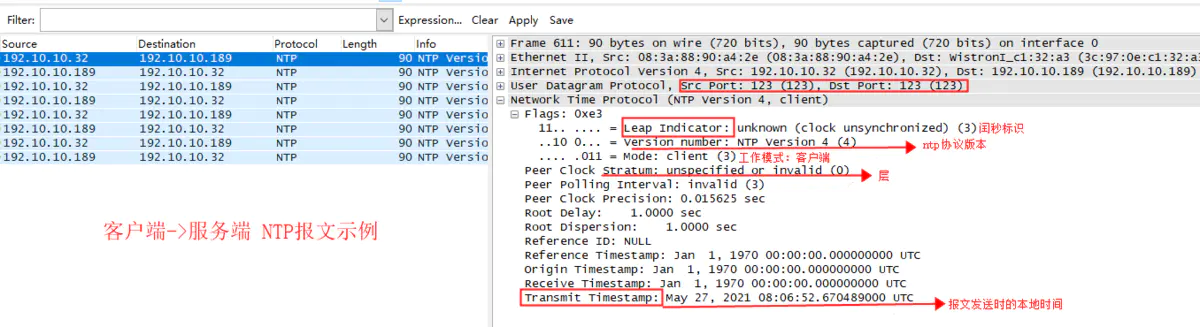 Filter: Expression... Clear Apply Save
Source Destination Protocol Length Info
192.10.10.32 192.10.10.189 NTP 90 NTP Versio
192.10.10.189 192.10.10.32 NTP 90 NTP Versio
192.10.10.32 192.10.10.189 NTP 90 NTP Versio
192.10.10.189 192.10.10.32 NTP 90 NTP Versio
192.10.10.32 192.10.10.189 NTP 90 NTP Versio
192.10.10.189 192.10.10.32 NTP 90 NTP Versio
192.10.10.32 192.10.10.189 NTP 90 NTP Versio
192.10.10.189 192.10.10.32 NTP 90 NTP Versio
客户端->服务端 NTP报文示例
Frame 611: 90 bytes on wire (720 bits), 90 bytes captured (720 bits) on interface 0
Ethernet II, Src: 08:3a:88:90:a4:2e (08:3a:88:90:a4:2e), Dst: WistronI_c1:32:a3 (3c:97:0e:c1:32:a3
Internet Protocol Version 4, Src: 192.10.10.32 (192.10.10.32), Dst: 192.10.10.189 (192.10.10.189)
User Datagram Protocol, Src Port: 123 (123), Dst Port: 123 (123)
Network Time Protocol (NTP Version 4, client)
Flags: 0xe3
11.. .... = Leap Indicator: unknown (clock unsynchronized) (3) 闰秒标识
..10 0... = Version number: NTP Version 4 (4) ntp协议版本
.... .011 = Mode: client (3) 工作模式：客户端
Peer Clock Stratum: unspecified or invalid (0) 层
Peer Polling Interval: invalid (3)
Peer Clock Precision: 0.015625 sec
Root Delay: 1.0000 sec
Root Dispersion: 1.0000 sec
Reference ID: NULL
Reference Timestamp: Jan 1, 1970 00:00:00.000000000 UTC
Origin Timestamp: Jan 1, 1970 00:00:00.000000000 UTC
Receive Timestamp: Jan 1, 1970 00:00:00.000000000 UTC
Transmit Timestamp: May 27, 2021 08:06:52.670489000 UTC 报文发送时的本地时间